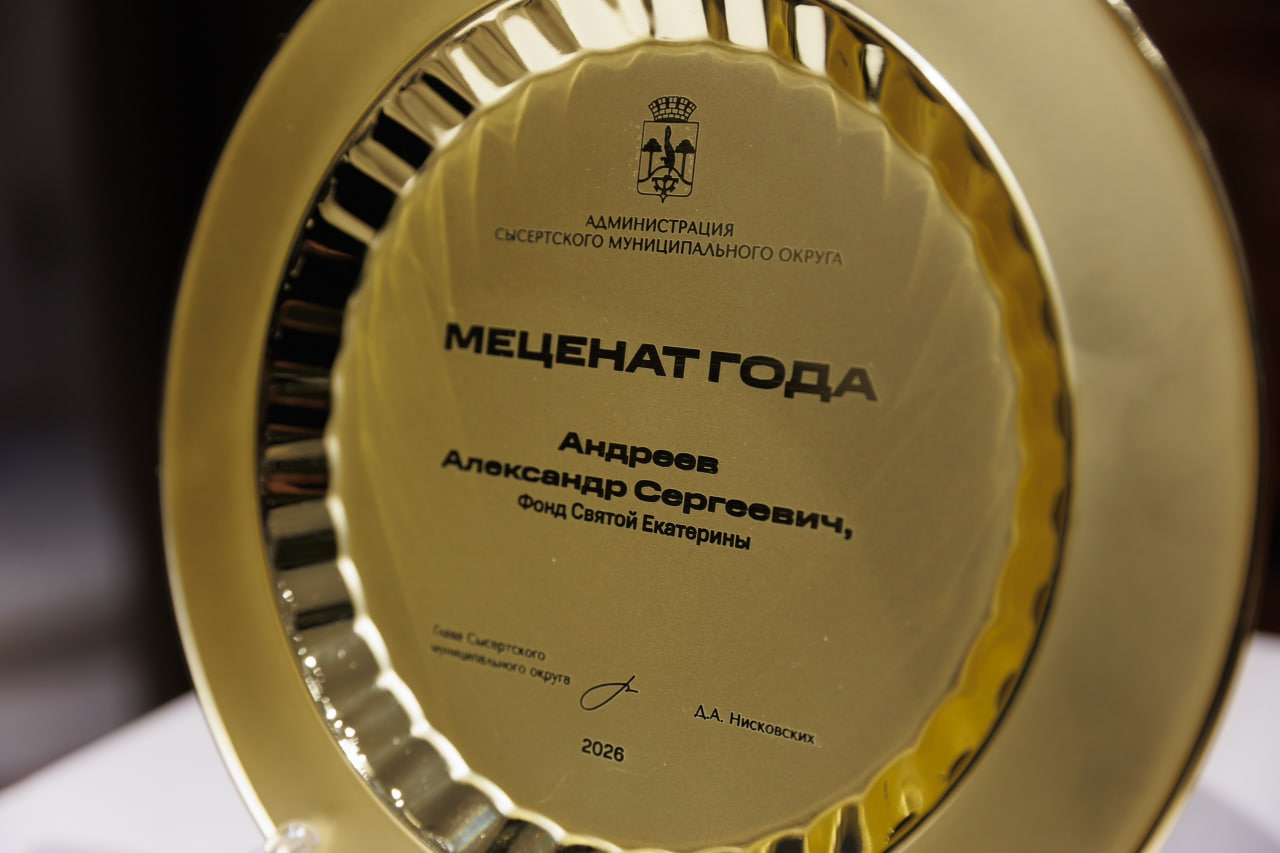 АДМИНИСТРАЦИЯ
СЫСЕРТСКОГО МУНИЦИПАЛЬНОГО ОКРУГА
МЕЦЕНАТ ГОДА
Андреев
Александр Сергеевич,
Фонд Святой Екатерины
Глава Сысертского
муниципального округа
Д.А. Нисковских
2026